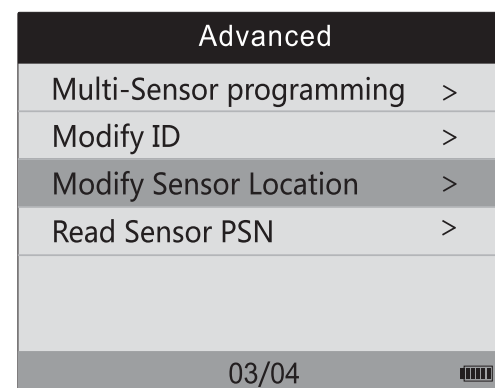 Advanced
Multi-Sensor programming >
Modify ID >
Modify Sensor Location >
Read Sensor PSN >
03/04